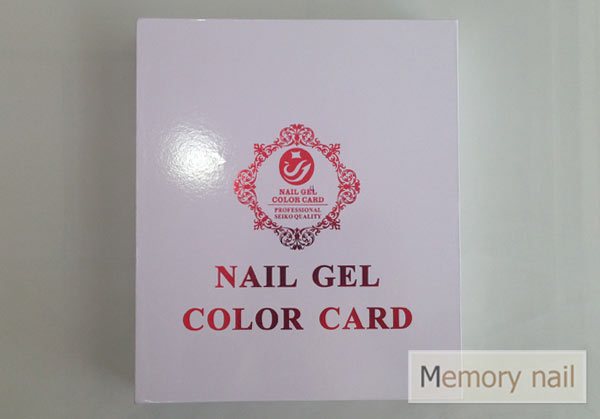 NAIL GEL
COLOR CARD
PROFESSIONAL
SEIKO QUALITY
NAIL GEL
COLOR CARD
Memory nail